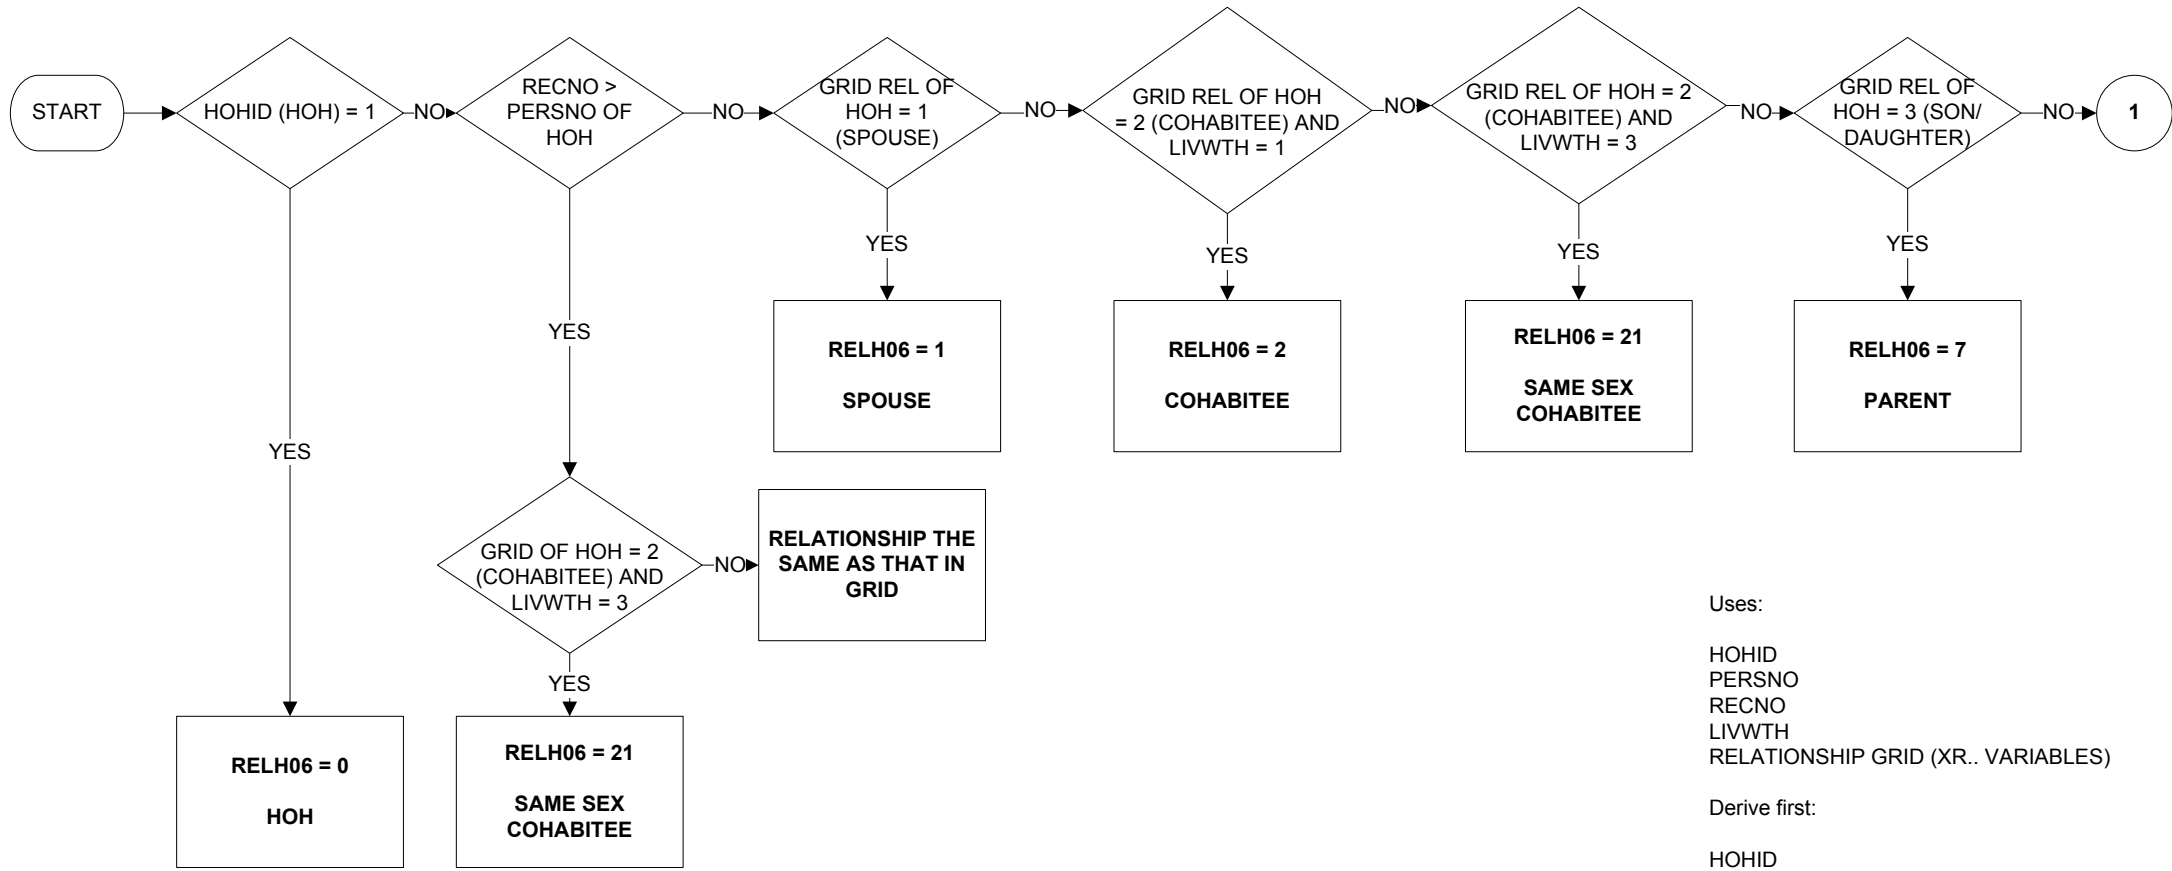 START
HOHID (HOH) = 1
NO
RECNO >
PERSNO OF
HOH
NO
GRID REL OF
HOH = 1
(SPOUSE)
NO
GRID REL OF HOH
= 2 (COHABITEE) AND
LIVWTH = 1
NO
GRID REL OF HOH = 2
(COHABITEE) AND
LIVWTH = 3
NO
GRID REL OF
HOH = 3 (SON/
DAUGHTER)
NO
1
YES
YES
YES
YES
YES
YES
RELH06 = 1
SPOUSE
RELH06 = 2
COHABITEE
RELH06 = 21
SAME SEX
COHABITEE
RELH06 = 7
PARENT
GRID OF HOH = 2
(COHABITEE) AND
LIVWTH = 3
NO
RELATIONSHIP THE
SAME AS THAT IN
GRID
YES
RELH06 = 0
HOH
RELH06 = 21
SAME SEX
COHABITEE
Uses:
HOHID
PERSNO
RECNO
LIVWTH
RELATIONSHIP GRID (XR.. VARIABLES)
Derive first:
HOHID